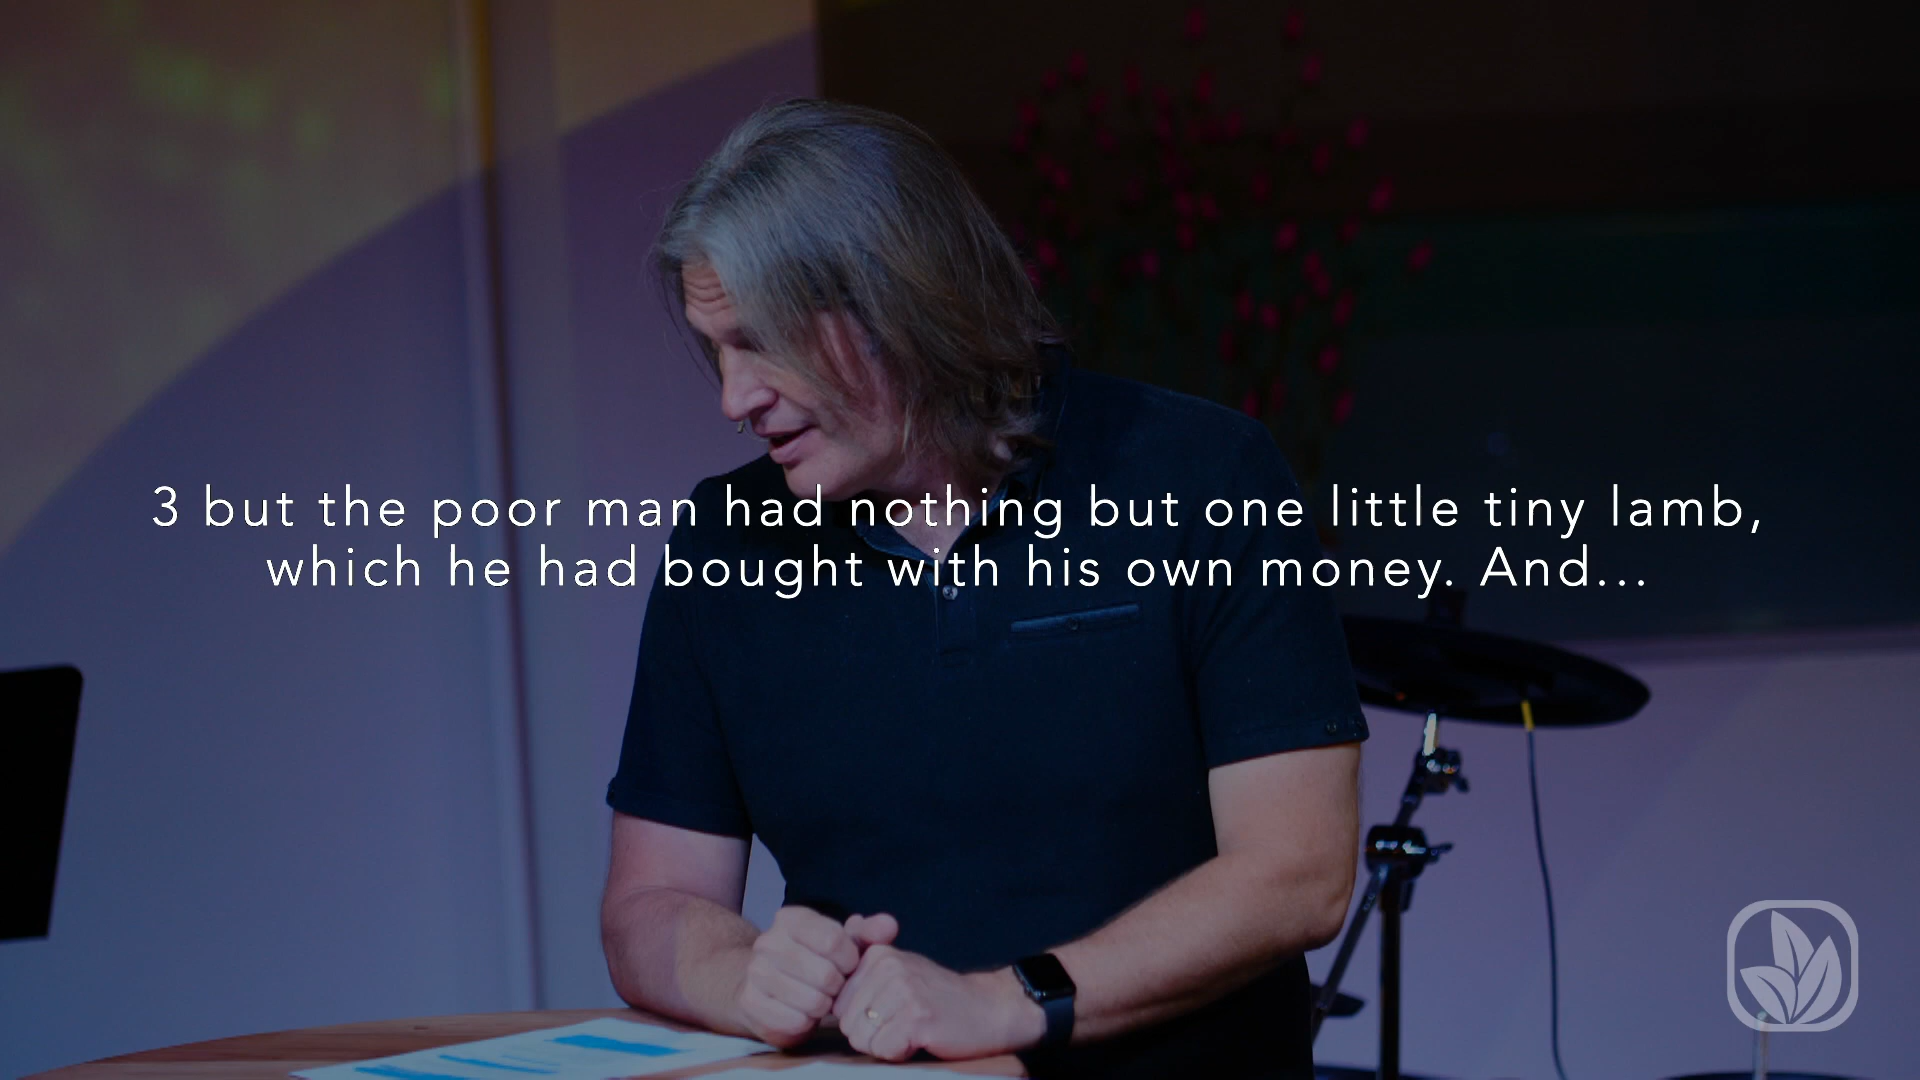 3 but the poor man had nothing but one little tiny lamb,
which he had bought with his own money. And...